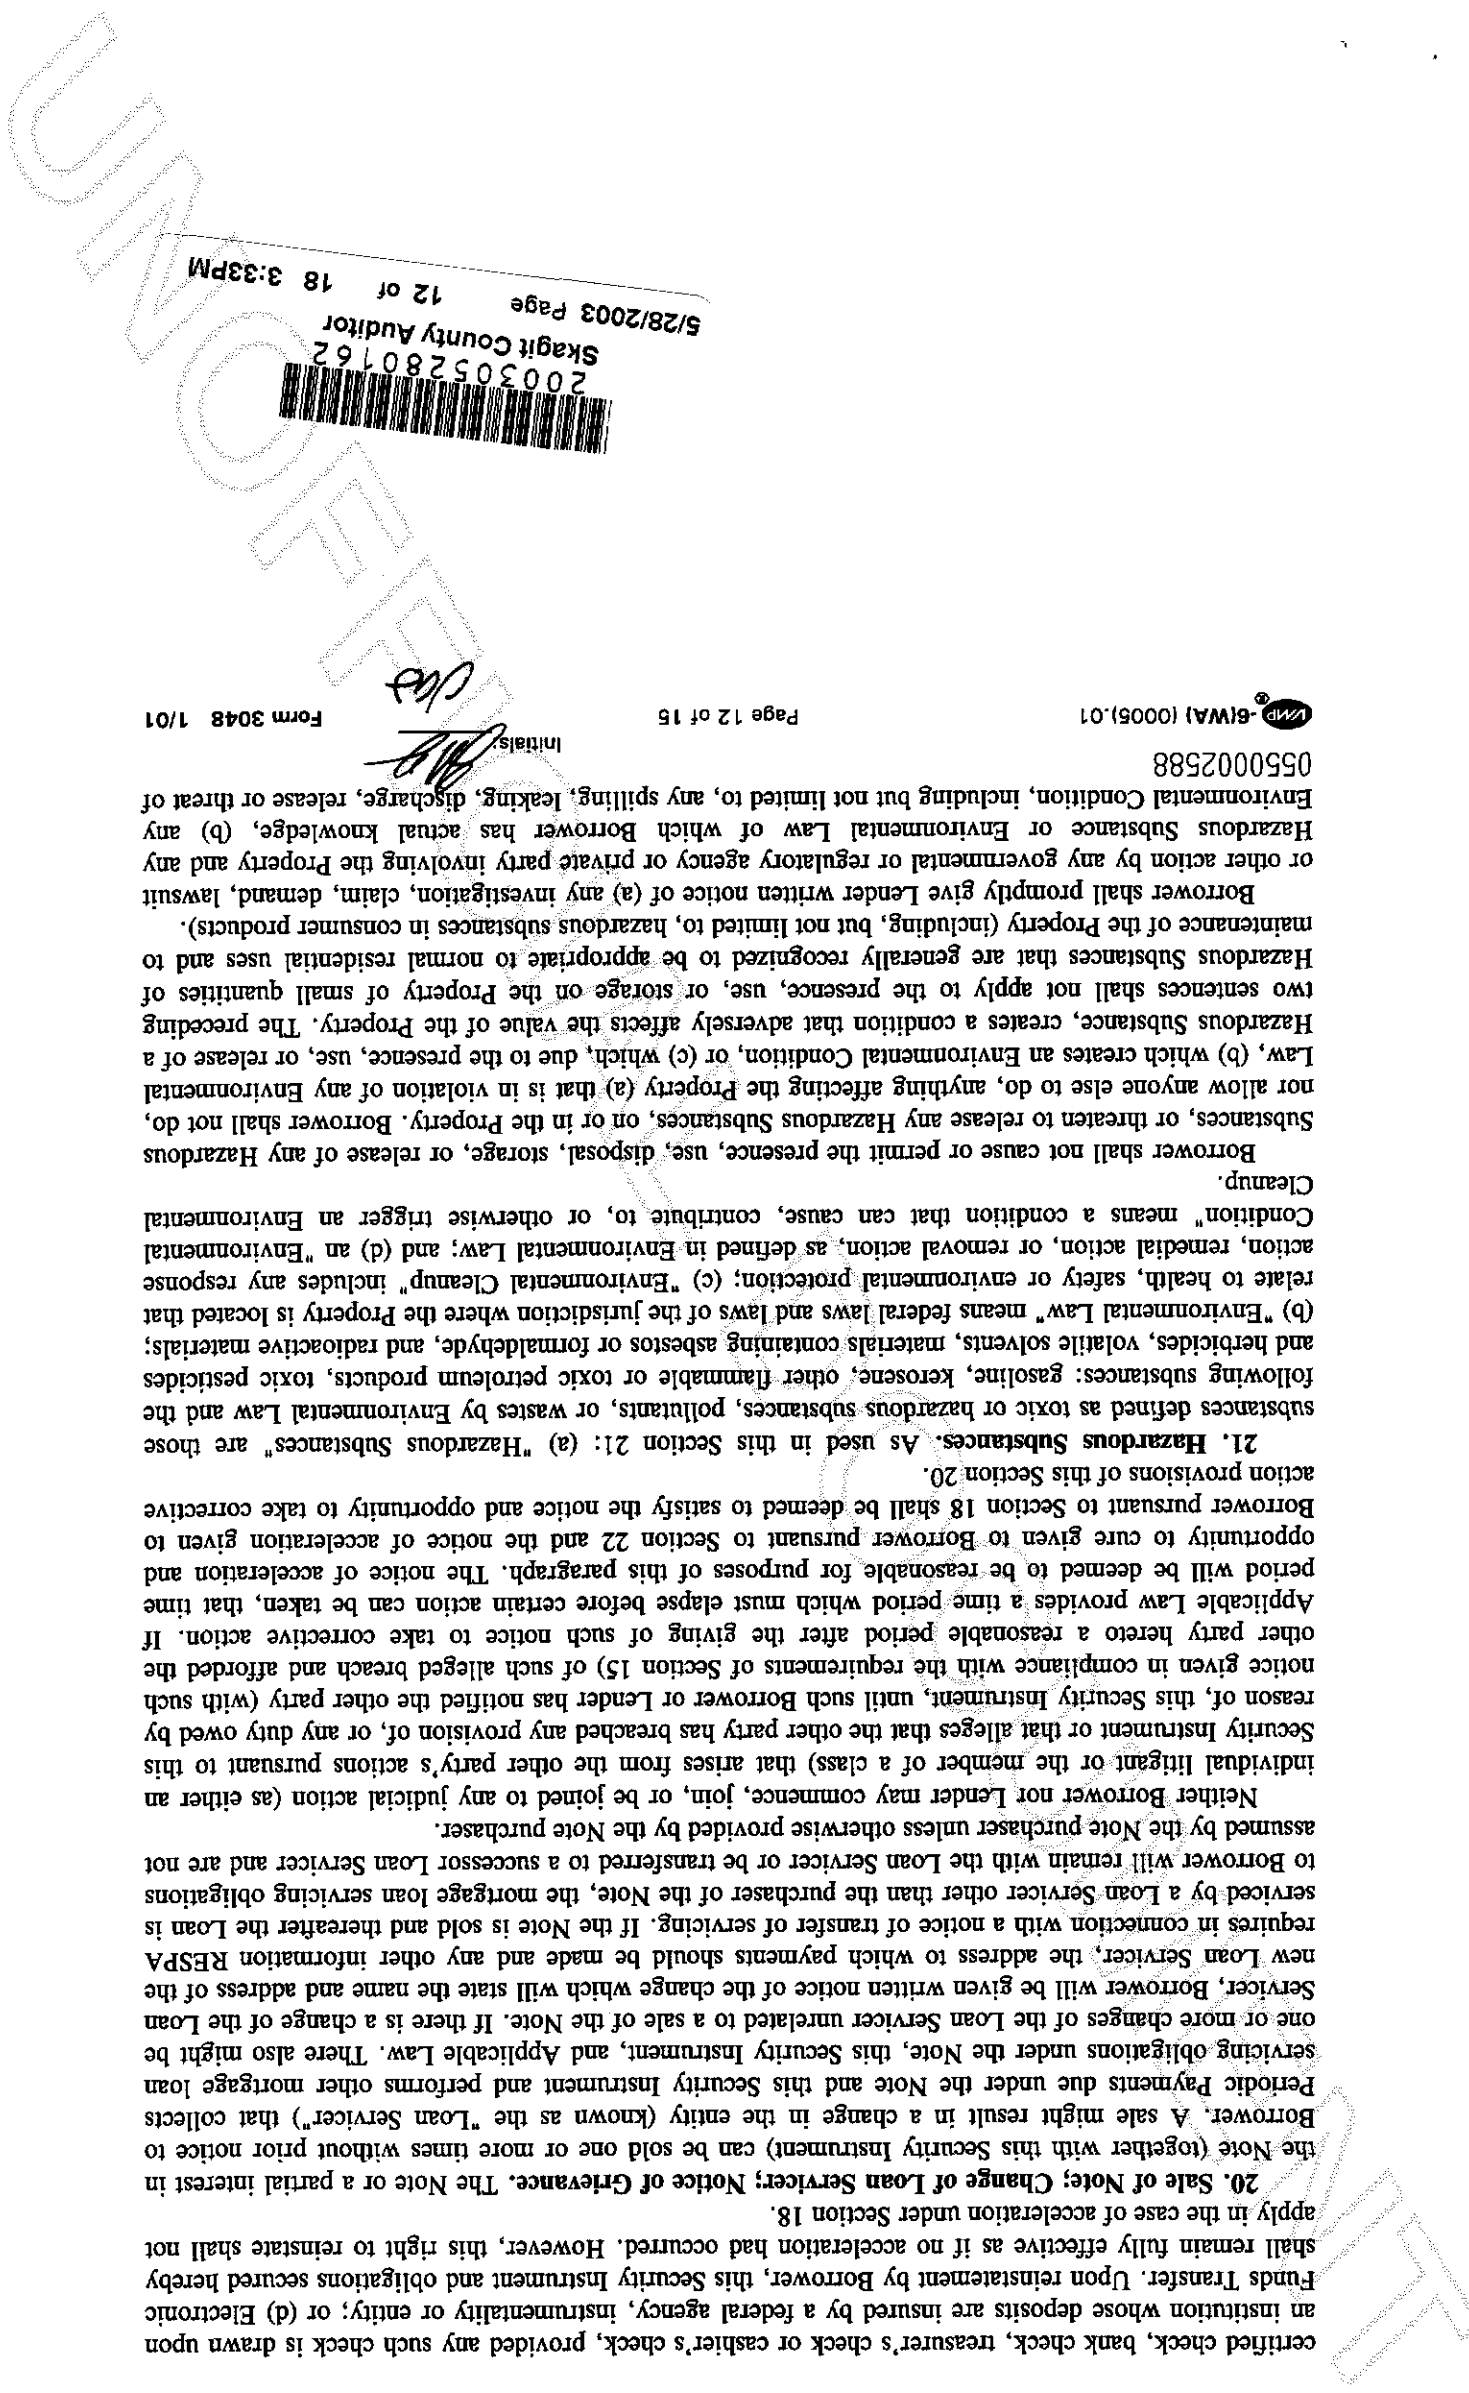 certified check, bank check, treasurer's check or cashier's check, provided any such check is drawn upon
an institution whose deposits are insured by a federal agency, instrumentality or entity; or (d) Electronic
Funds Transfer. Upon reinstatement by Borrower, this Security Instrument and obligations secured hereby
shall remain fully effective as if no acceleration had occurred. However, this right to reinstate shall not
apply in the case of acceleration under Section 18.
20. Sale of Note; Change of Loan Servicer; Notice of Grievance. The Note or a partial interest in
the Note (together with this Security Instrument) can be sold one or more times without prior notice to
Borrower. A sale might result in a change in the entity (known as the "Loan Servicer") that collects
Periodic Payments due under the Note and this Security Instrument and performs other mortgage loan
servicing obligations under the Note, this Security Instrument, and Applicable Law. There also might be
one or more changes of the Loan Servicer unrelated to a sale of the Note. If there is a change of the Loan
Servicer, Borrower will be given written notice of the change which will state the name and address of the
new Loan Servicer, the address to which payments should be made and any other information RESPA
requires in connection with a notice of transfer of servicing. If the Note is sold and thereafter the Loan is
serviced by a Loan Servicer other than the purchaser of the Note, the mortgage loan servicing obligations
to Borrower will remain with the Loan Servicer or be transferred to a successor Loan Servicer and are not
assumed by the Note purchaser unless otherwise provided by the Note purchaser.
Neither Borrower nor Lender may commence, join, or be joined to any judicial action (as either an
individual litigant or the member of a class) that arises from the other party's actions pursuant to this
Security Instrument or that alleges that the other party has breached any provision of, or any duty owed by
reason of, this Security Instrument, until such Borrower or Lender has notified the other party (with such
notice given in compliance with the requirements of Section 15) of such alleged breach and afforded the
other party hereto a reasonable period after the giving of such notice to take corrective action. If
Applicable Law provides a time period which must elapse before certain action can be taken, that time
period will be deemed to be reasonable for purposes of this paragraph. The notice of acceleration and
opportunity to cure given to Borrower pursuant to Section 22 and the notice of acceleration given to
Borrower pursuant to Section 18 shall be deemed to satisfy the notice and opportunity to take corrective
action provisions of this Section 20.
21. Hazardous Substances. As used in this Section 21: (a) "Hazardous Substances" are those
substances defined as toxic or hazardous substances, pollutants, or wastes by Environmental Law and the
following substances: gasoline, kerosene, other flammable or toxic petroleum products, toxic pesticides
and herbicides, volatile solvents, materials containing asbestos or formaldehyde, and radioactive materials;
(b) "Environmental Law" means federal laws and laws of the jurisdiction where the Property is located that
relate to health, safety or environmental protection; (c) "Environmental Cleanup" includes any response
action, remedial action, or removal action, as defined in Environmental Law; and (d) an "Environmental
Condition" means a condition that can cause, contribute to, or otherwise trigger an Environmental
Cleanup.
Borrower shall not cause or permit the presence, use, disposal, storage, or release of any Hazardous
Substances, or threaten to release any Hazardous Substances, on or in the Property. Borrower shall not do,
nor allow anyone else to do, anything affecting the Property (a) that is in violation of any Environmental
Law, (b) which creates an Environmental Condition, or (c) which, due to the presence, use, or release of a
Hazardous Substance, creates a condition that adversely affects the value of the Property. The preceding
two sentences shall not apply to the presence, use, or storage on the Property of small quantities of
Hazardous Substances that are generally recognized to be appropriate to normal residential uses and to
maintenance of the Property (including, but not limited to, hazardous substances in consumer products).
Borrower shall promptly give Lender written notice of (a) any investigation, claim, demand, lawsuit
or other action by any governmental or regulatory agency or private party involving the Property and any
Hazardous Substance or Environmental Law of which Borrower has actual knowledge, (b) any
Environmental Condition, including but not limited to, any spilling, leaking, discharge, release or threat of
0550002588
Initials:
VMP®-6(WA) (0005).01 Page 12 of 15 Form 3048 1/01
200305280162
Skagit County Auditor
5/28/2003 Page 12 of 18 3:33PM
UNOFFICIAL DOCUMENT